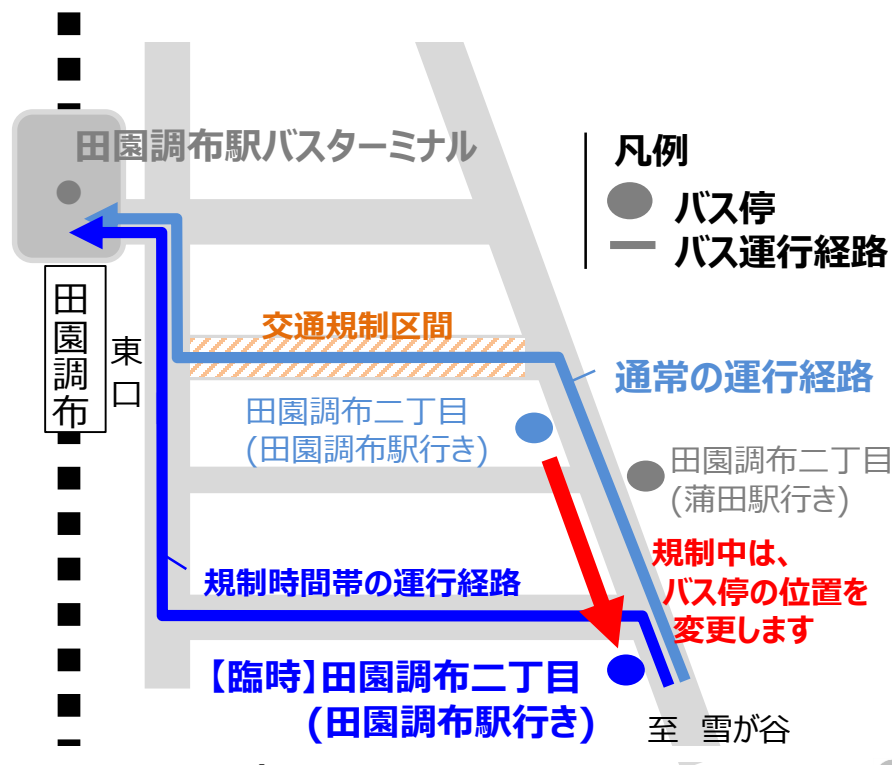 田園調布駅バスターミナル
凡例
バス停
バス運行経路
田園調布
東口
交通規制区間
通常の運行経路
田園調布二丁目
(田園調布駅行き)
田園調布二丁目
(蒲田駅行き)
規制中は、
バス停の位置を
変更します
規制時間帯の運行経路
【臨時】田園調布二丁目
(田園調布駅行き)
至 雪が谷